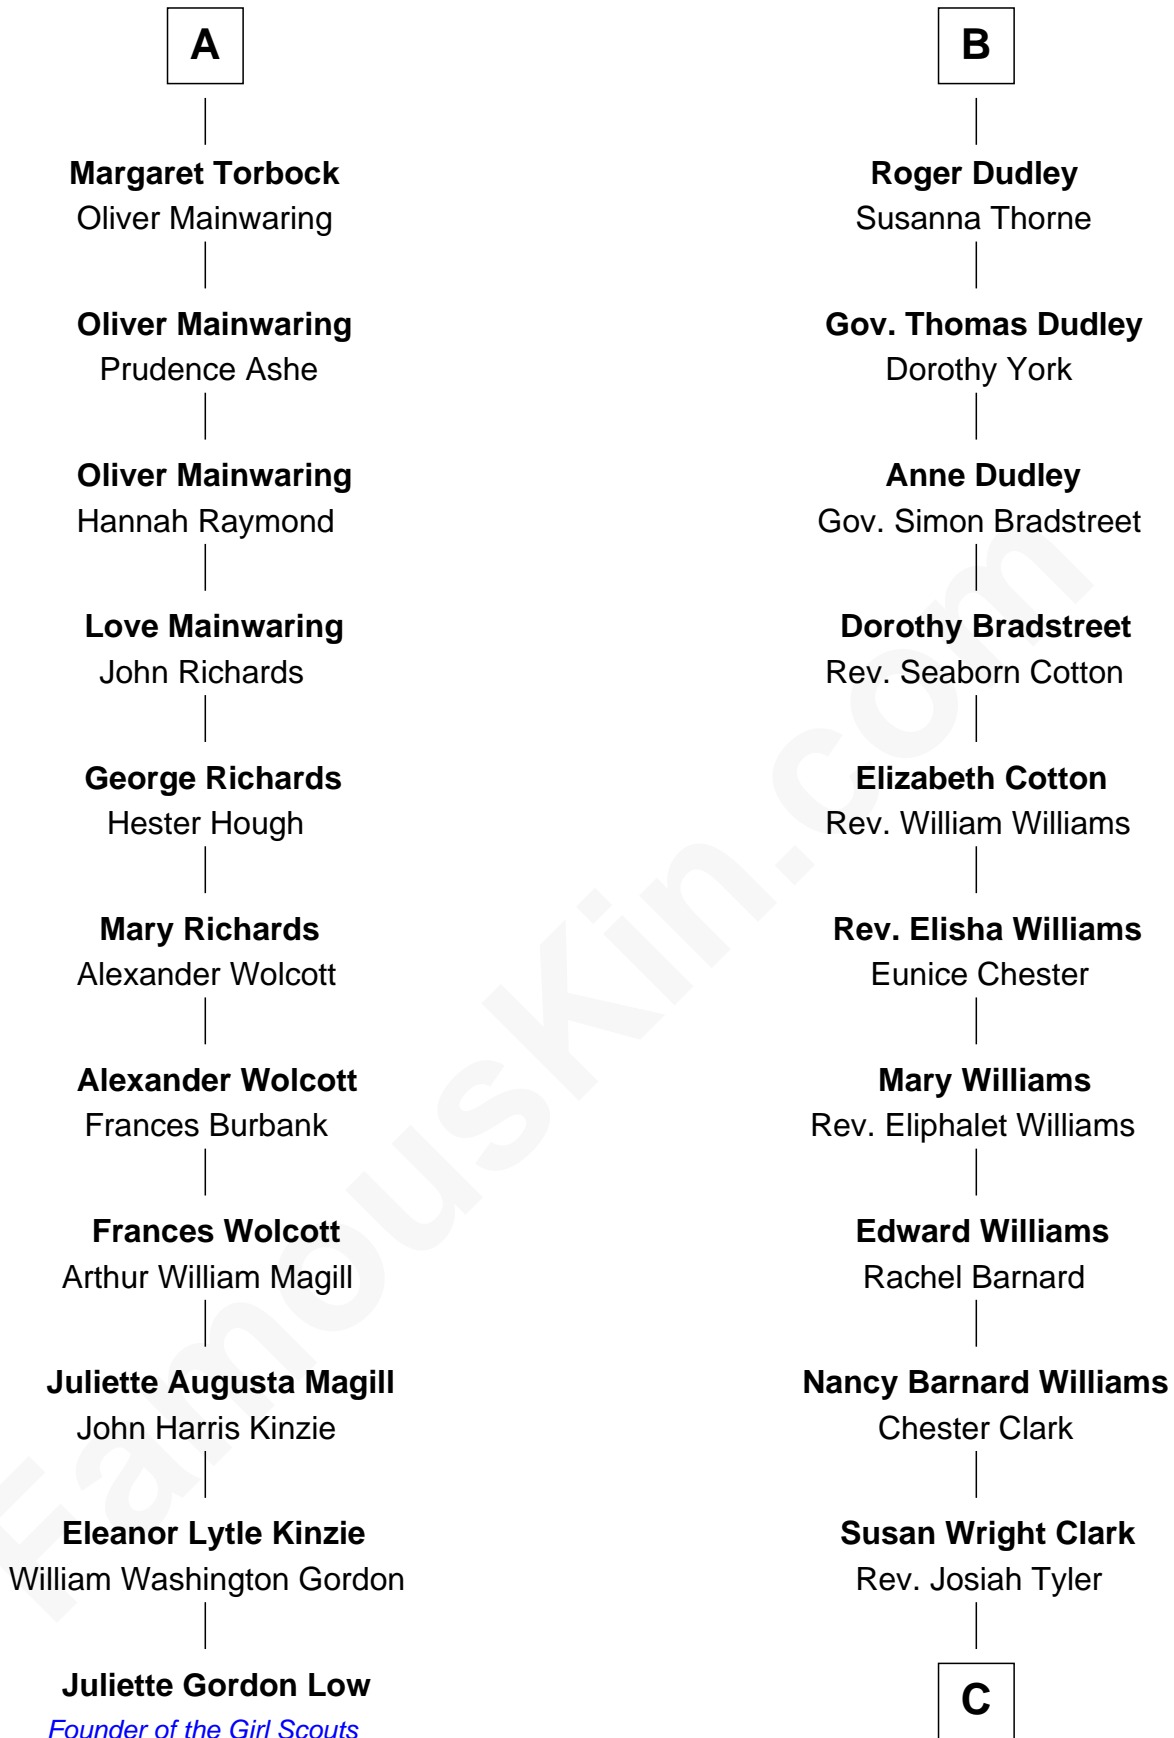 A
Margaret Torbock
Oliver Mainwaring
Oliver Mainwaring
Prudence Ashe
Oliver Mainwaring
Hannah Raymond
Love Mainwaring
John Richards
George Richards
Hester Hough
Mary Richards
Alexander Wolcott
Alexander Wolcott
Frances Burbank
Frances Wolcott
Arthur William Magill
Juliette Augusta Magill
John Harris Kinzie
Eleanor Lytle Kinzie
William Washington Gordon
Juliette Gordon Low
Founder of the Girl Scouts
B
Roger Dudley
Susanna Thorne
Gov. Thomas Dudley
Dorothy York
Anne Dudley
Gov. Simon Bradstreet
Dorothy Bradstreet
Rev. Seaborn Cotton
Elizabeth Cotton
Rev. William Williams
Rev. Elisha Williams
Eunice Chester
Mary Williams
Rev. Eliphalet Williams
Edward Williams
Rachel Barnard
Nancy Barnard Williams
Chester Clark
Susan Wright Clark
Rev. Josiah Tyler
C
FamousKin.com